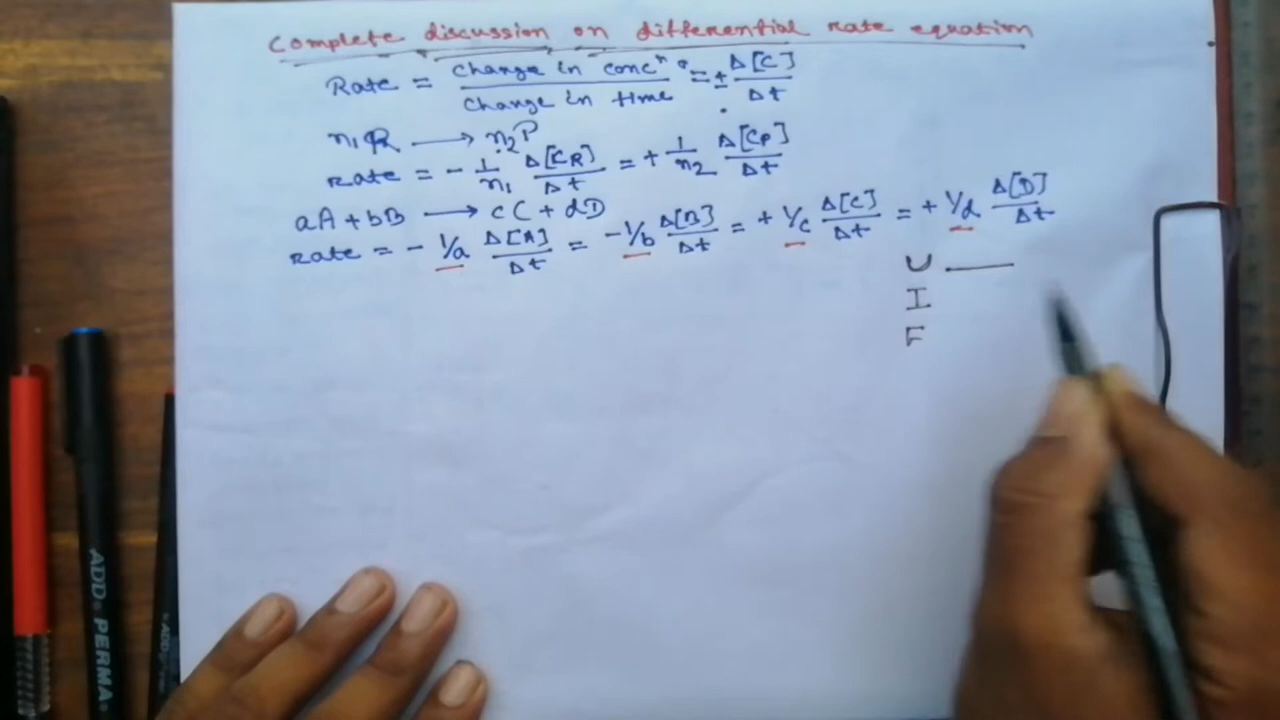 Complete discussion on differential rate equation
Rate = Change in concⁿ / Change in time = ± Δ[C] / Δt
n₁R ⟶ n₂P
rate = - 1/n₁ Δ[CR]/Δt = + 1/n₂ Δ[CP]/Δt
aA + bB ⟶ cC + dD
rate = - 1/a Δ[A]/Δt = - 1/b Δ[B]/Δt = + 1/c Δ[C]/Δt = + 1/d Δ[D]/Δt
U
I
F
ADD PERMA
ADD